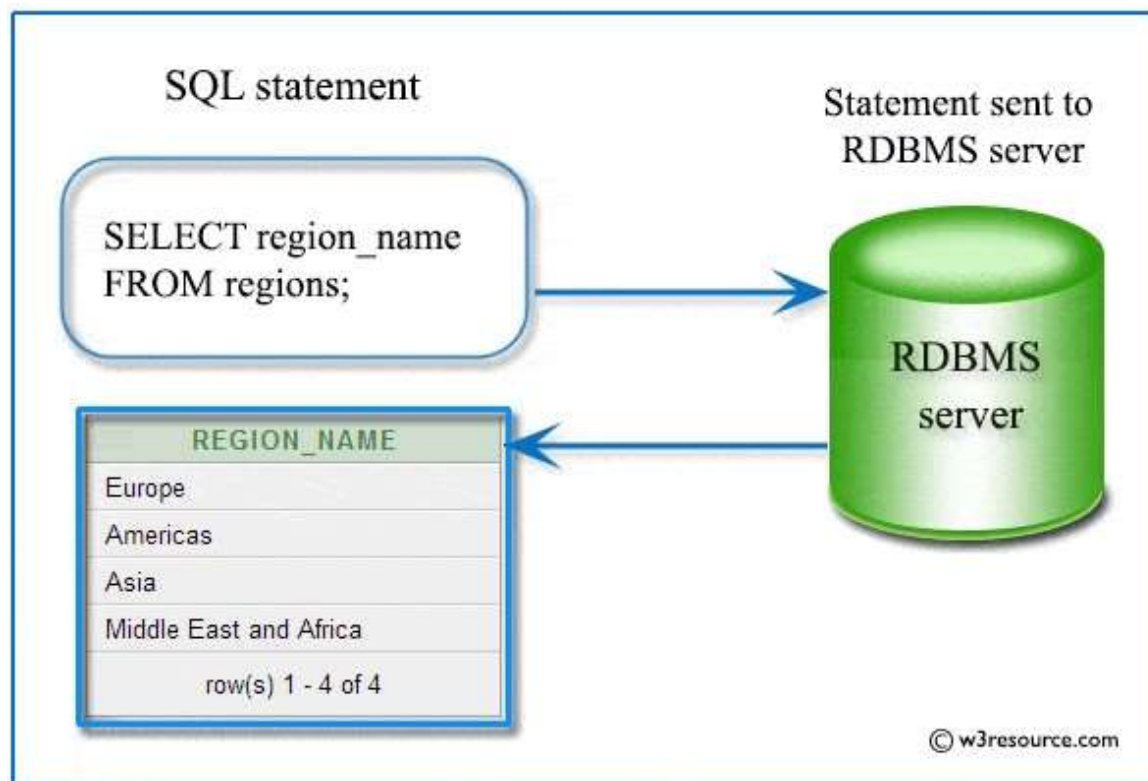 SQL statement
Statement sent to
RDBMS server
SELECT region_name
FROM regions;
RDBMS
server
REGION_NAME
Europe
Americas
Asia
Middle East and Africa
row(s) 1 - 4 of 4
© w3resource.com